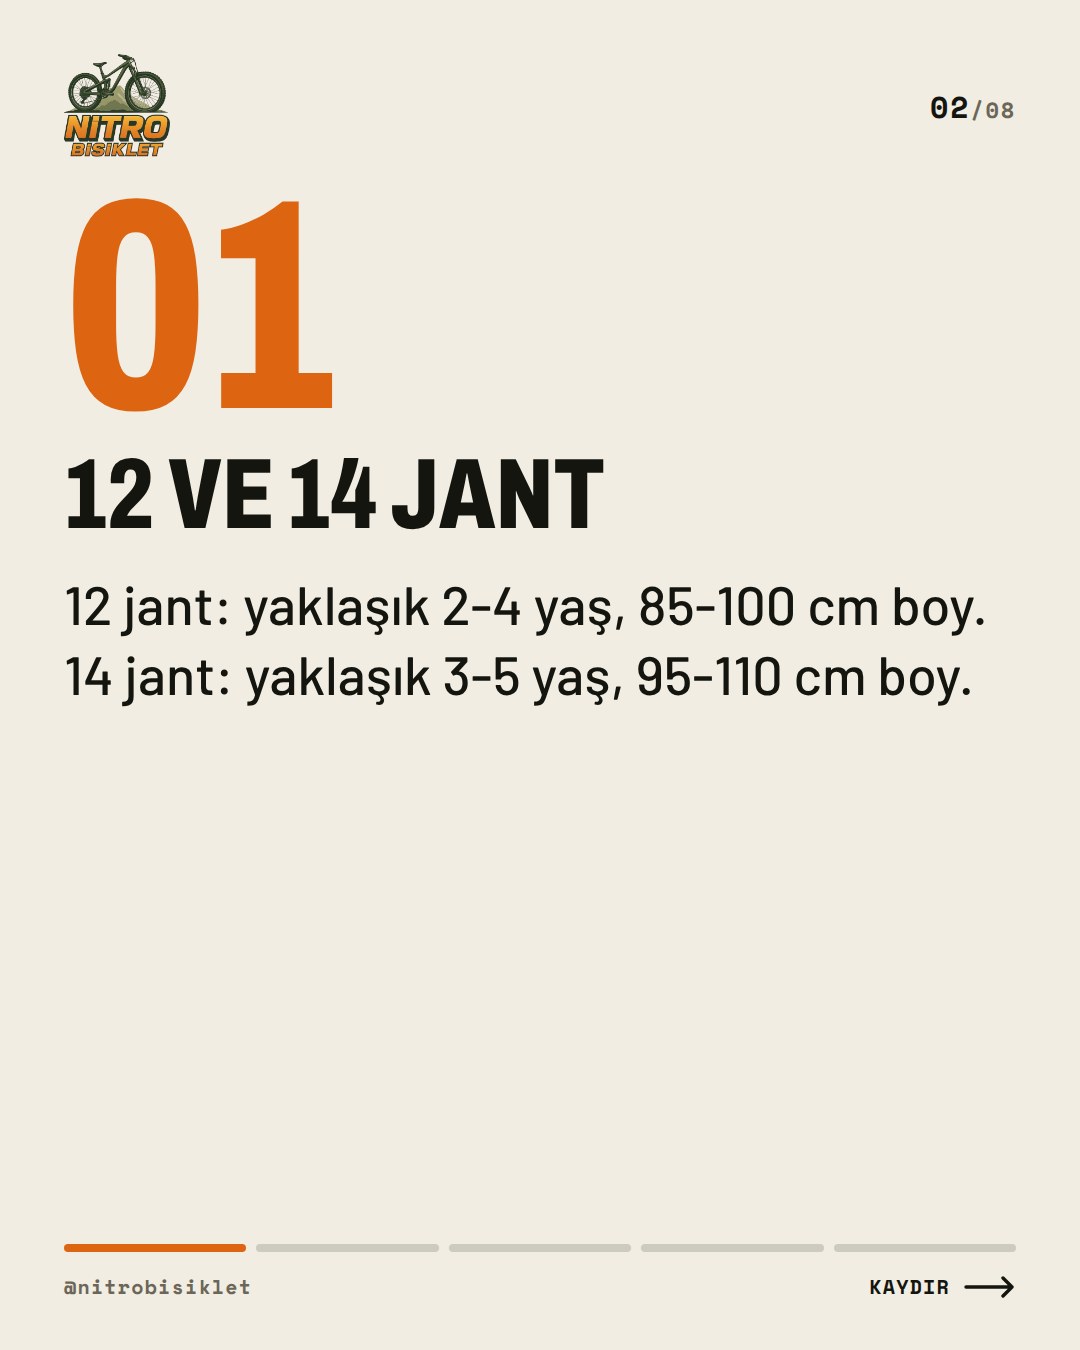 NiTRO
BISIKLET
02/08
01
12 VE 14 JANT
12 jant: yaklaşık 2-4 yaş, 85-100 cm boy.
14 jant: yaklaşık 3-5 yaş, 95-110 cm boy.
@nitrobisiklet
KAYDIR